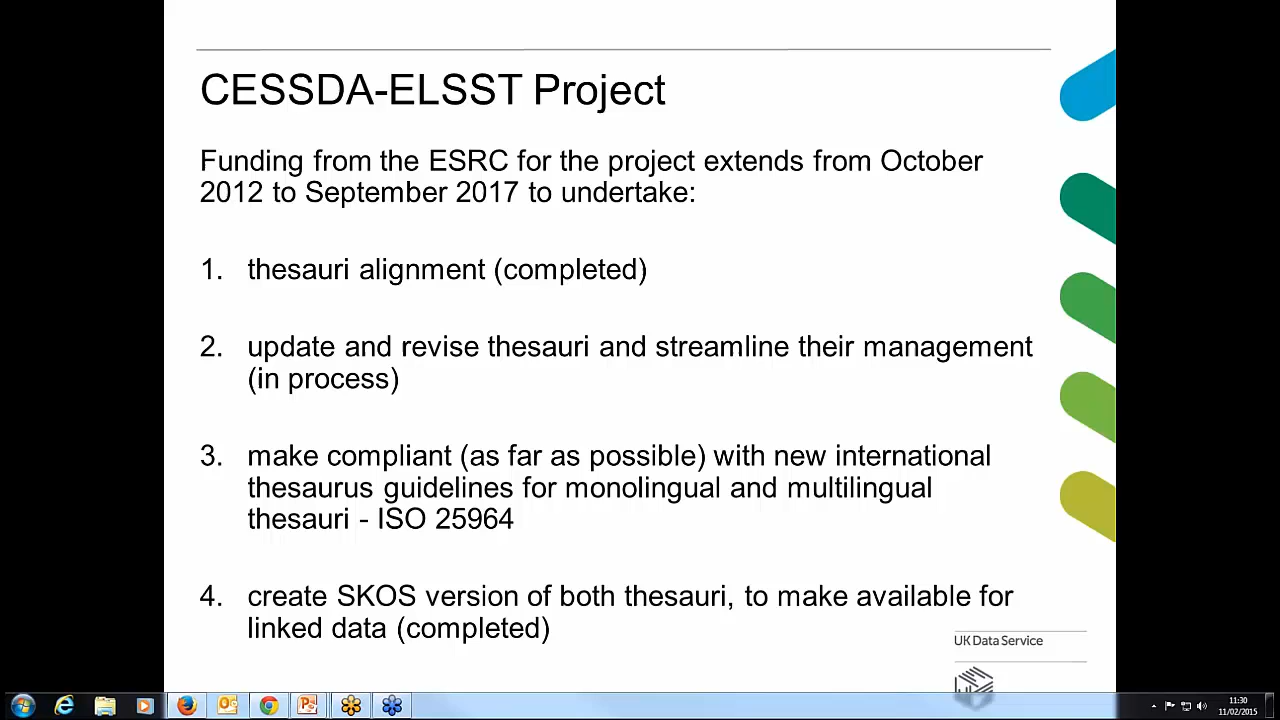 CESSDA-ELSST Project
Funding from the ESRC for the project extends from October
2012 to September 2017 to undertake:
1. thesauri alignment (completed)
2. update and revise thesauri and streamline their management
(in process)
3. make compliant (as far as possible) with new international
thesaurus guidelines for monolingual and multilingual
thesauri - ISO 25964
4. create SKOS version of both thesauri, to make available for
linked data (completed)
UK Data Service
11:30
11/02/2015